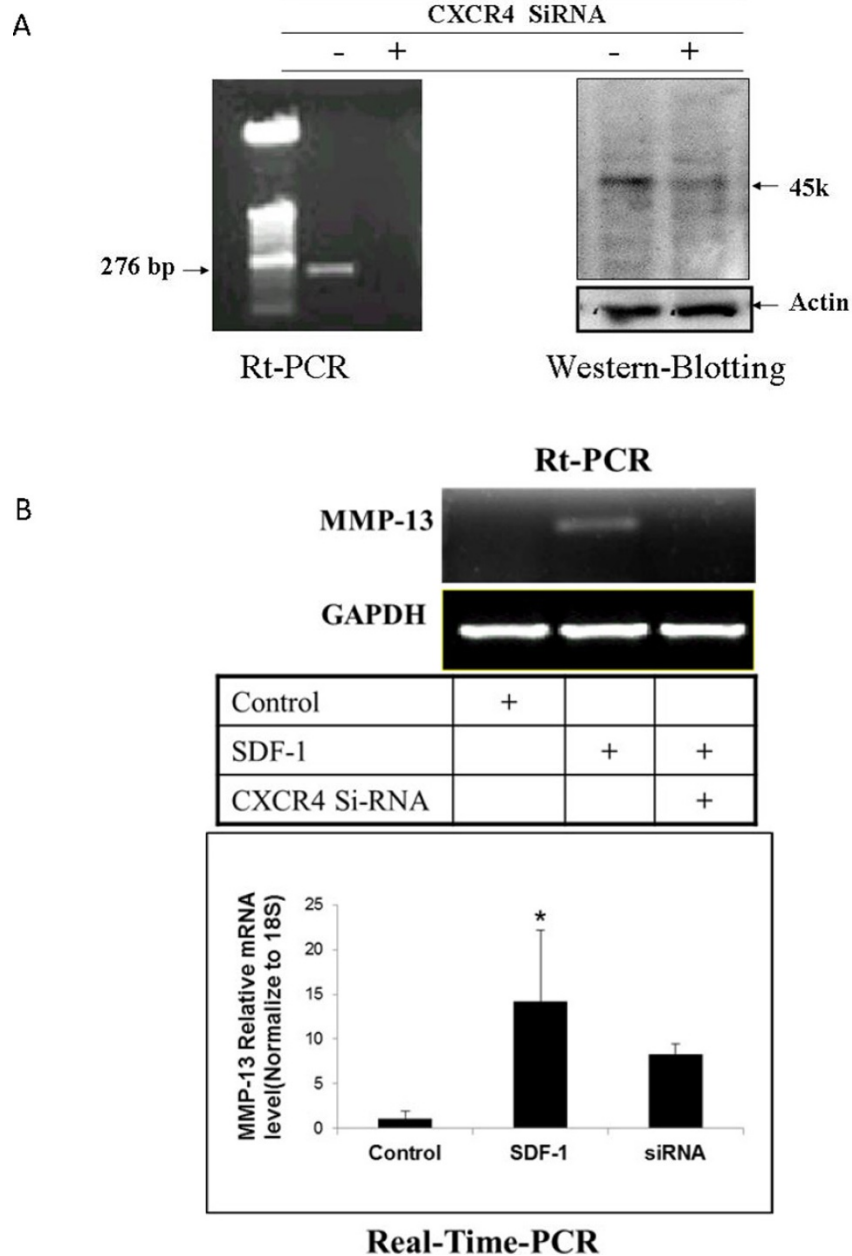 A
CXCR4 SiRNA
- +
- +
276 bp
45k
Actin
Rt-PCR
Western-Blotting
B
Rt-PCR
MMP-13
GAPDH
Control +
SDF-1 + +
CXCR4 Si-RNA +
MMP-13 Relative mRNA
level(Normalize to 18S)
25
20
15
10
5
0
*
Control SDF-1 siRNA
Real-Time-PCR